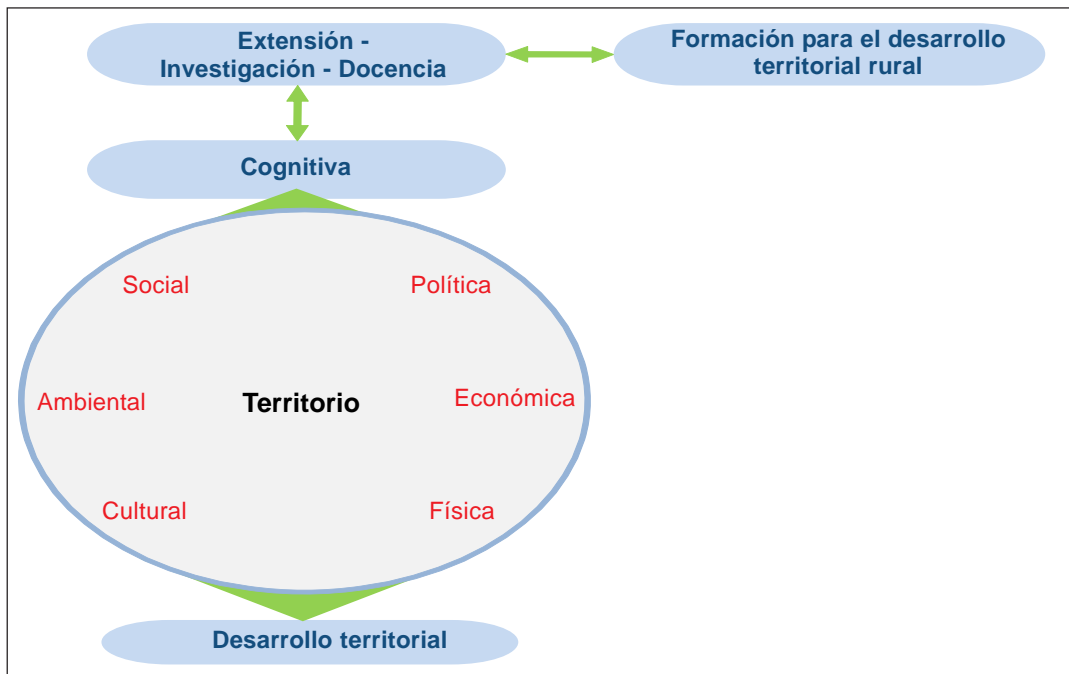 Extensión -
Investigación - Docencia
Formación para el desarrollo
territorial rural
Cognitiva
Social
Política
Ambiental
Territorio
Económica
Cultural
Física
Desarrollo territorial